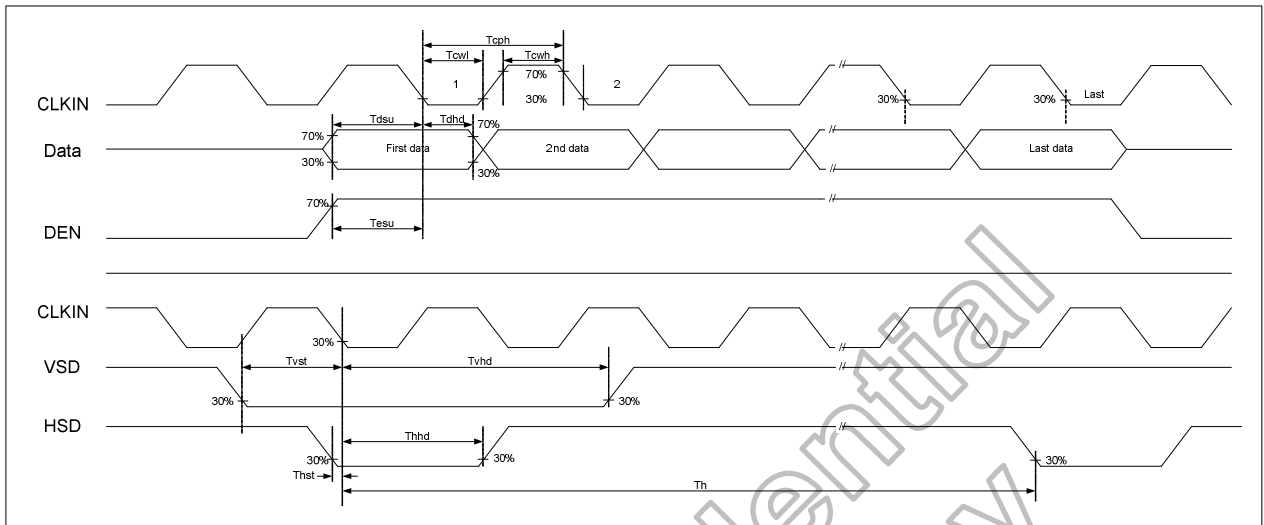 Tcph
Tcwl
Tcwh
CLKIN
1
70%
30%
2
//
30%
30%
Last
Tdsu
Tdhd
70%
70%
Data
First data
2nd data
Last data
30%
30%
//
70%
//
DEN
Tesu
CLKIN
30%
//
VSD
Tvst
Tvhd
//
30%
30%
HSD
//
Thhd
30%
30%
30%
Thst
Th